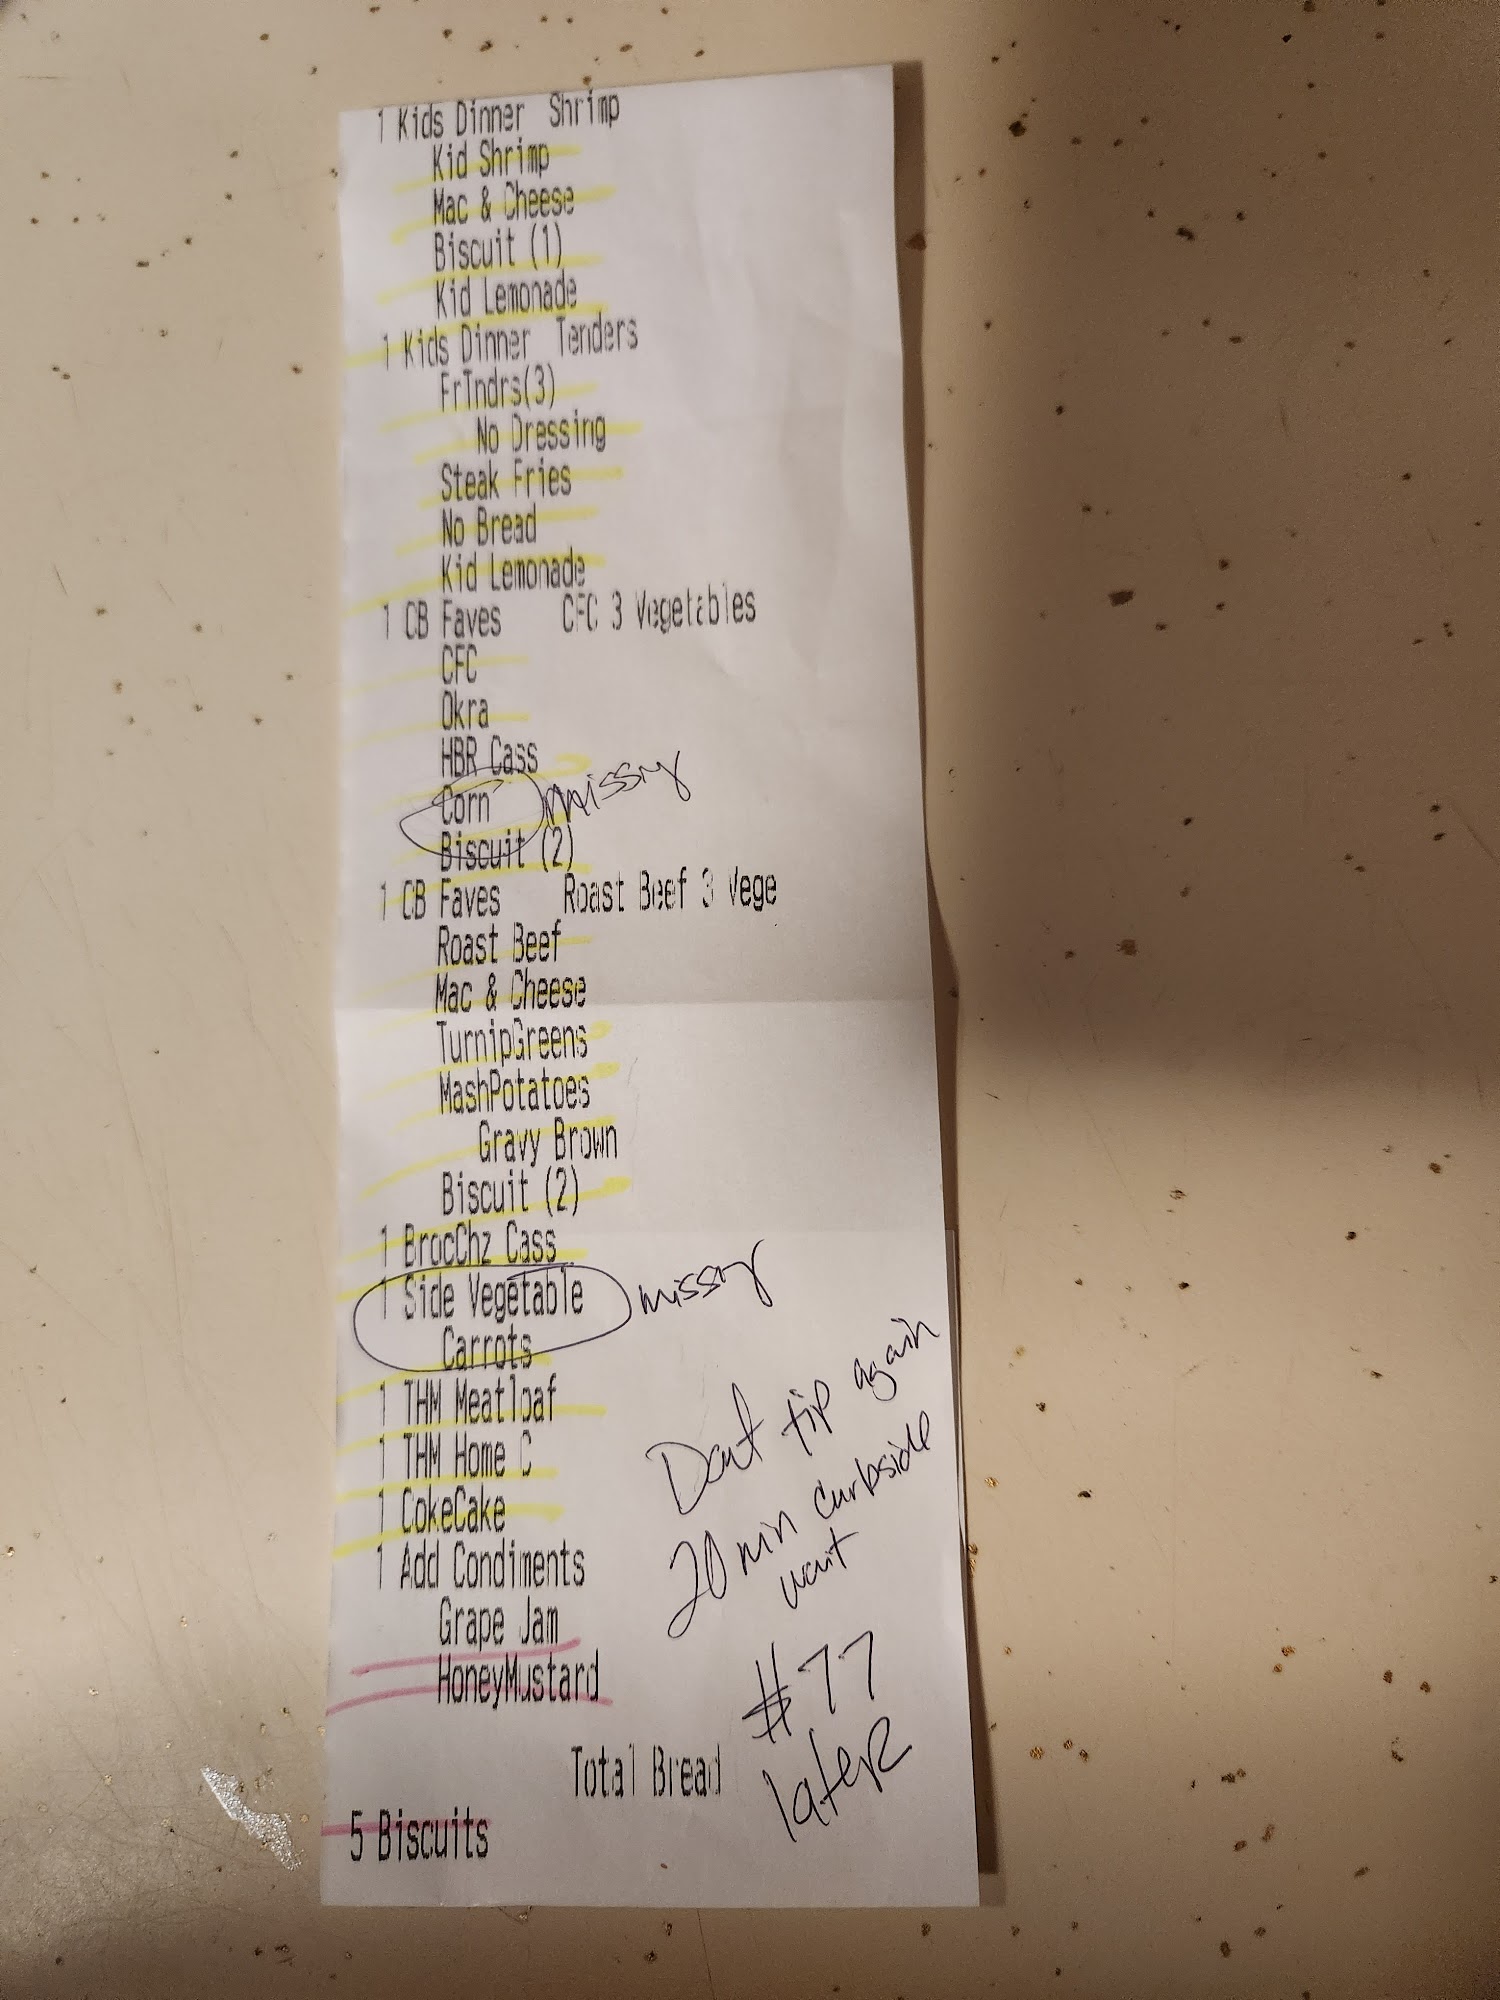 1 Kids Dinner Shrimp
Kid Shrimp
Mac & Cheese
Biscuit (1)
Kid Lemonade
1 Kids Dinner Tenders
FrTndrs(3)
No Dressing
Steak Fries
No Bread
Kid Lemonade
1 CB Faves CFC 3 Vegetables
CFC
Okra
HBR Cass
Corn missing
Biscuit (2)
1 CB Faves Roast Beef 3 Vege
Roast Beef
Mac & Cheese
TurnipGreens
MashPotatoes
Gravy Brown
Biscuit (2)
1 BrocChz Cass
1 Side Vegetable missing
Carrots
1 THM Meatloaf
1 THM Home C
1 CokeCake
1 Add Condiments
Grape Jam
HoneyMustard
Dont tip again
20 min curbside
wait
#77
later
Total Bread
5 Biscuits